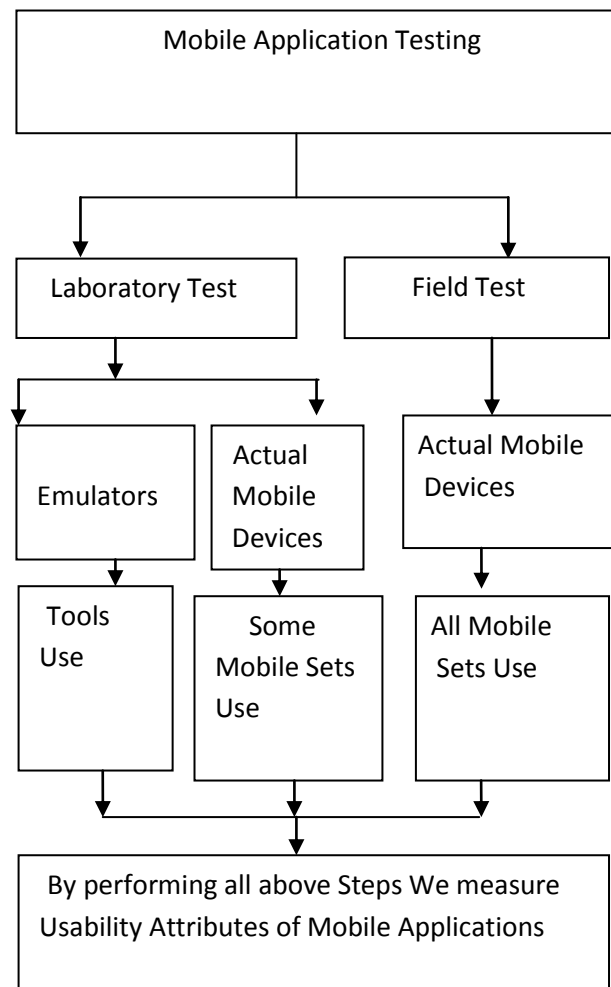 Mobile Application Testing
Laboratory Test
Field Test
Emulators
Actual
Mobile
Devices
Actual Mobile
Devices
Tools
Use
Some
Mobile Sets
Use
All Mobile
Sets Use
By performing all above Steps We measure
Usability Attributes of Mobile Applications